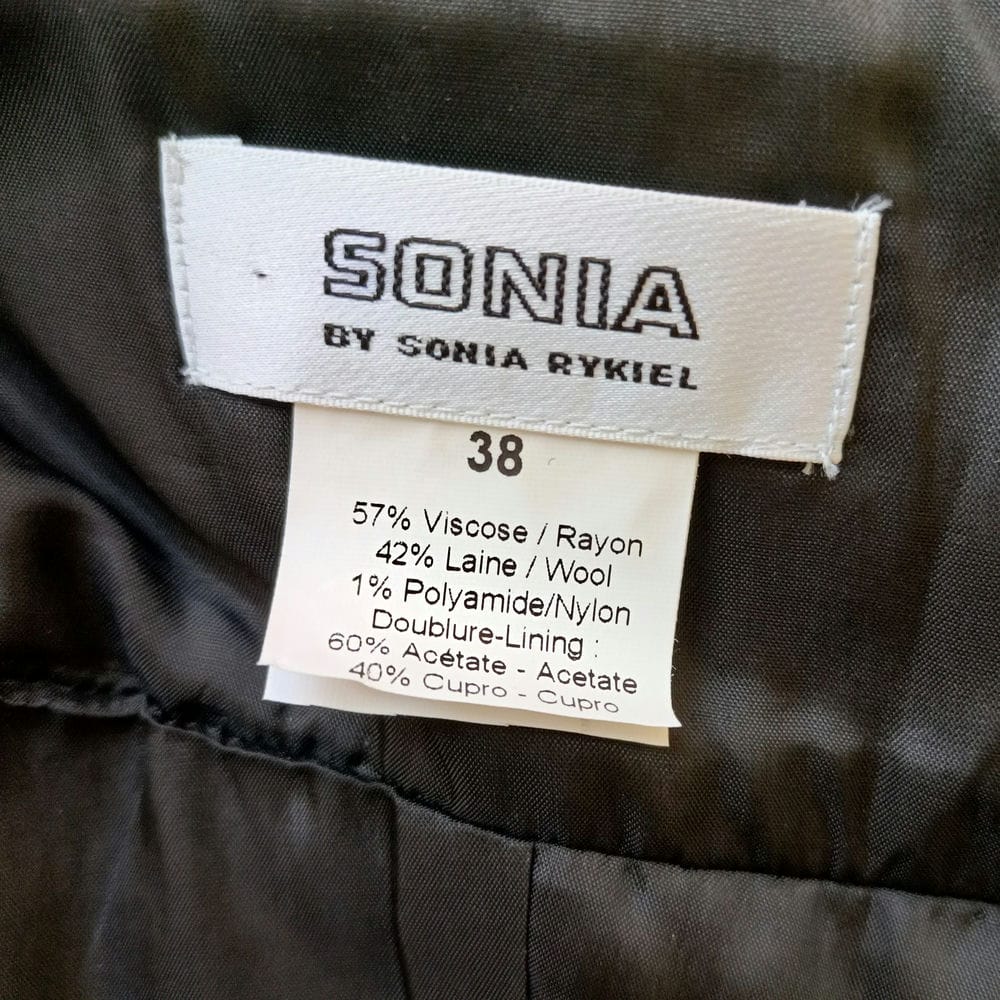 SONIA
BY SONIA RYKIEL
38
57% Viscose / Rayon
42% Laine / Wool
1% Polyamide/Nylon
Doublure-Lining :
60% Acétate - Acetate
40% Cupro - Cupro